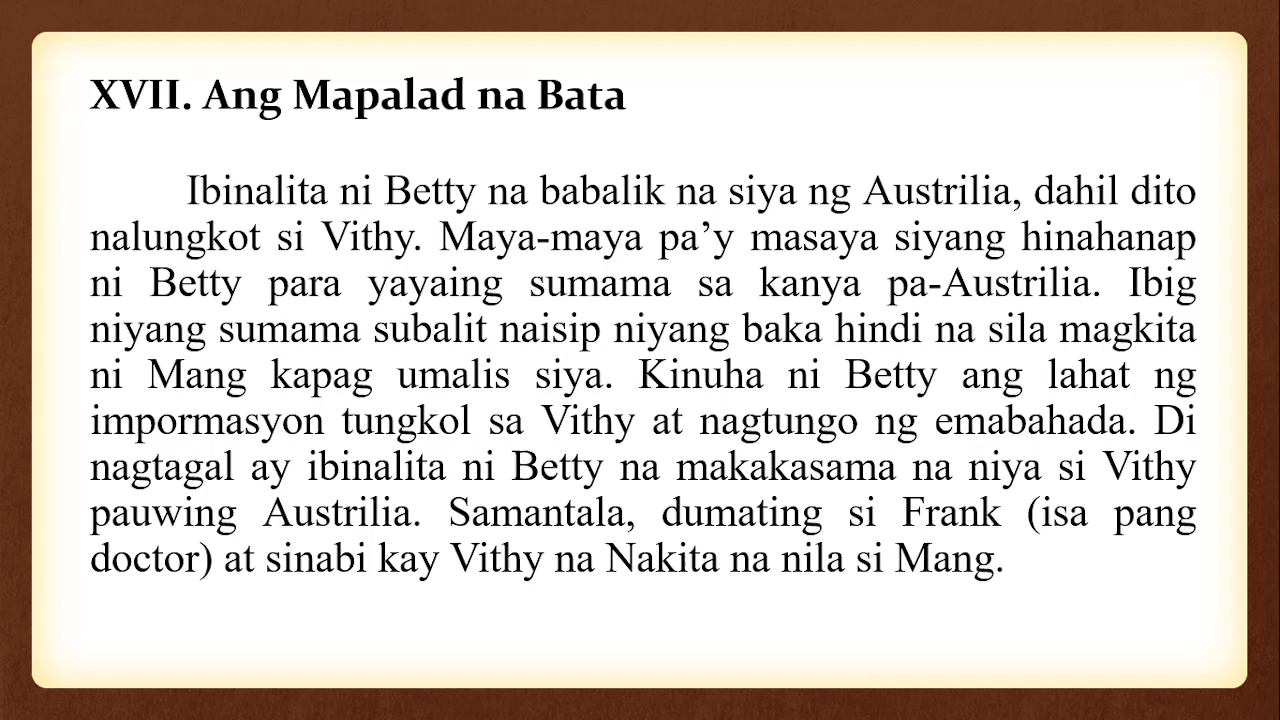 XVII. Ang Mapalad na Bata
Ibinalita ni Betty na babalik na siya ng Austrilia, dahil dito
nalungkot si Vithy. Maya-maya pa’y masaya siyang hinahanap
ni Betty para yayaing sumama sa kanya pa-Austrilia. Ibig
niyang sumama subalit naisip niyang baka hindi na sila magkita
ni Mang kapag umalis siya. Kinuha ni Betty ang lahat ng
impormasyon tungkol sa Vithy at nagtungo ng emabahada. Di
nagtagal ay ibinalita ni Betty na makakasama na niya si Vithy
pauwing Austrilia. Samantala, dumating si Frank (isa pang
doctor) at sinabi kay Vithy na Nakita na nila si Mang.